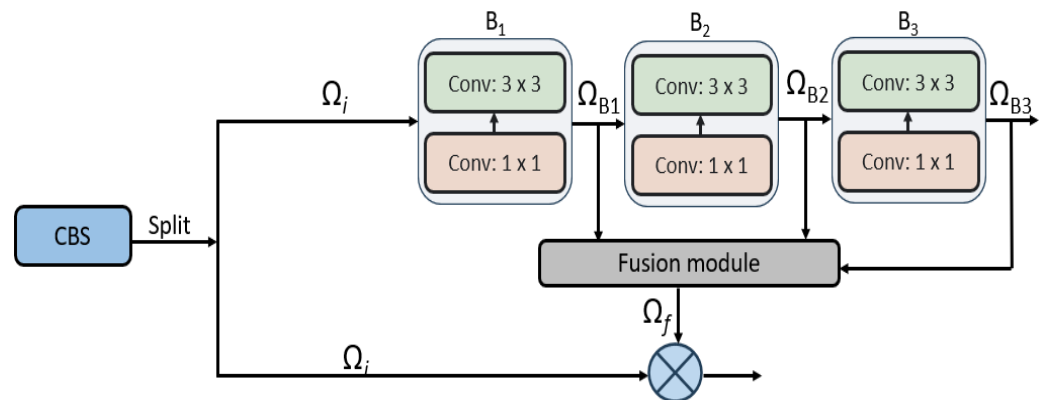 B1 B2 B3
Conv: 3 x 3 Conv: 3 x 3 Conv: 3 x 3
Ωi ΩB1 ΩB2 ΩB3
Conv: 1 x 1 Conv: 1 x 1 Conv: 1 x 1
CBS Split
Fusion module
Ωf
Ωi